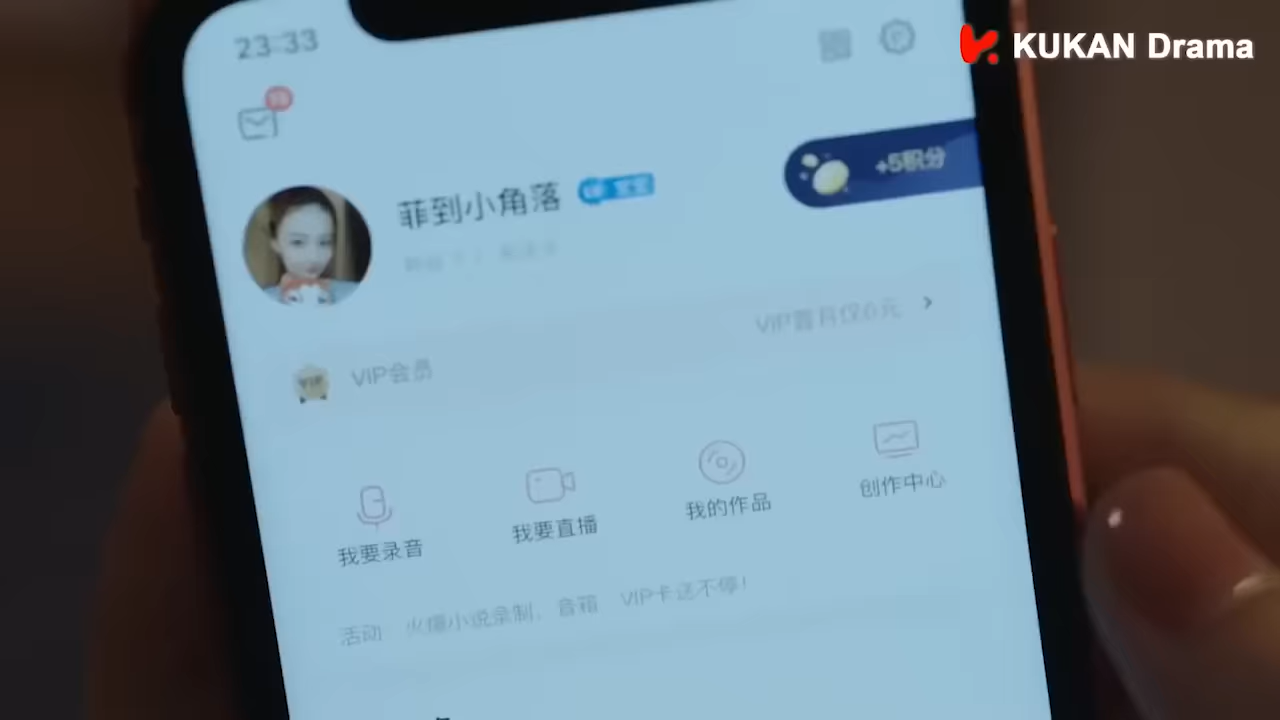 23:33
KUKAN Drama
+5积分
菲到小角落
VIP首月仅6元
VIP
VIP会员
我要录音
我要直播
我的作品
创作中心
活动 火爆小说录制，音箱 VIP卡送不停！